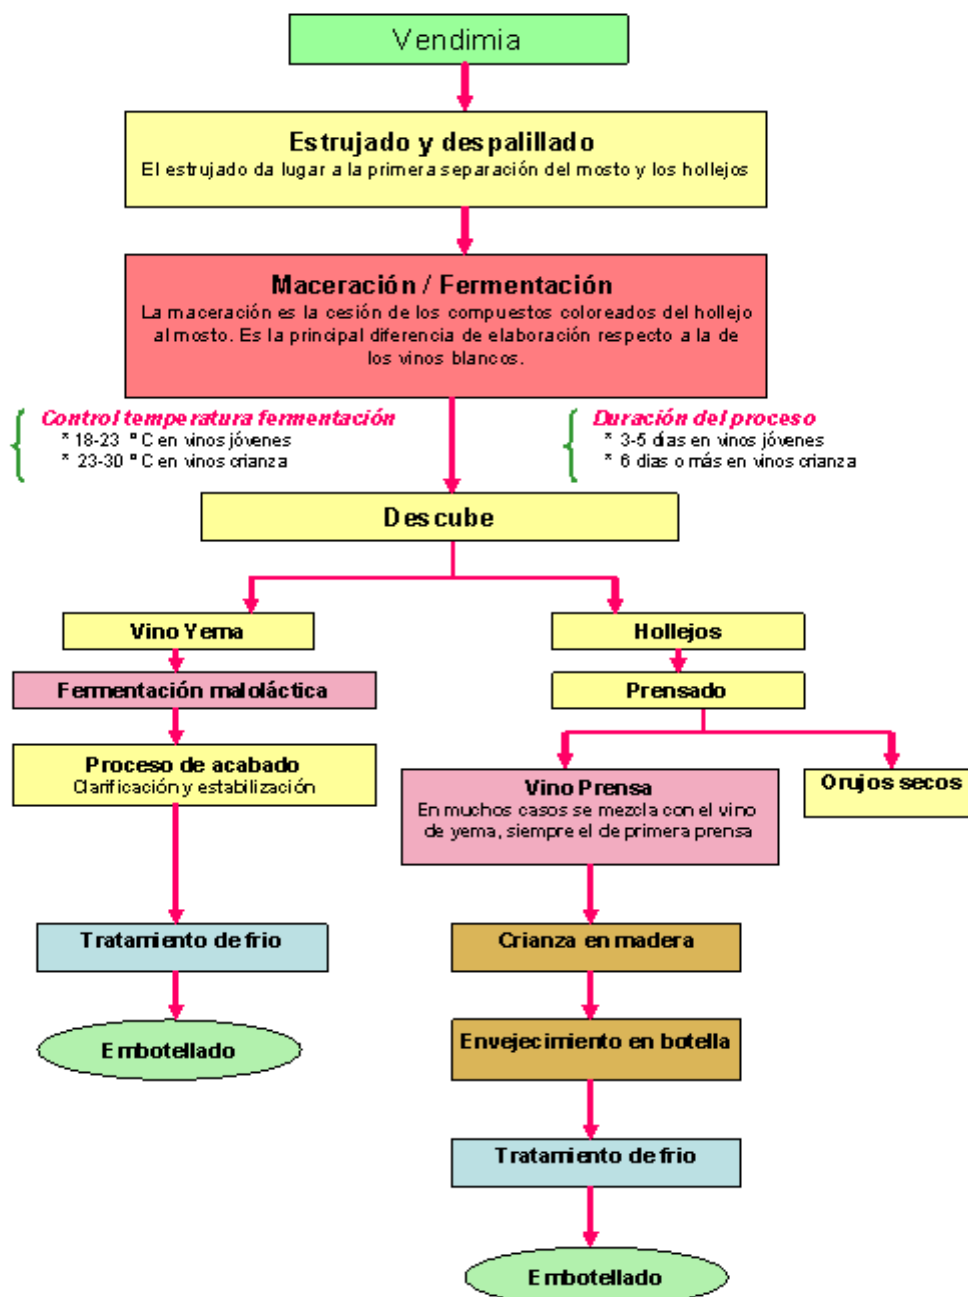 Vendimia
Estrujado y despalillado
El estrujado da lugar a la primera separación del mosto y los hollejos
Maceración / Fermentación
La maceración es la cesión de los compuestos coloreados del hollejo
al mosto. Es la principal diferencia de elaboración respecto a la de
los vinos blancos.
Control temperatura fermentación
* 18-23 º C en vinos jóvenes
* 23-30 º C en vinos crianza
Duración del proceso
* 3-5 días en vinos jóvenes
* 6 dias o más en vinos crianza
Descube
Vino Yema
Hollejos
Fermentación maloláctica
Prensado
Proceso de acabado
Clarificación y estabilización
Vino Prensa
En muchos casos se mezcla con el vino
de yema, siempre el de primera prensa
Orujos secos
Tratamiento de frio
Crianza en madera
Embotellado
Envejecimiento en botella
Tratamiento de frio
Embotellado